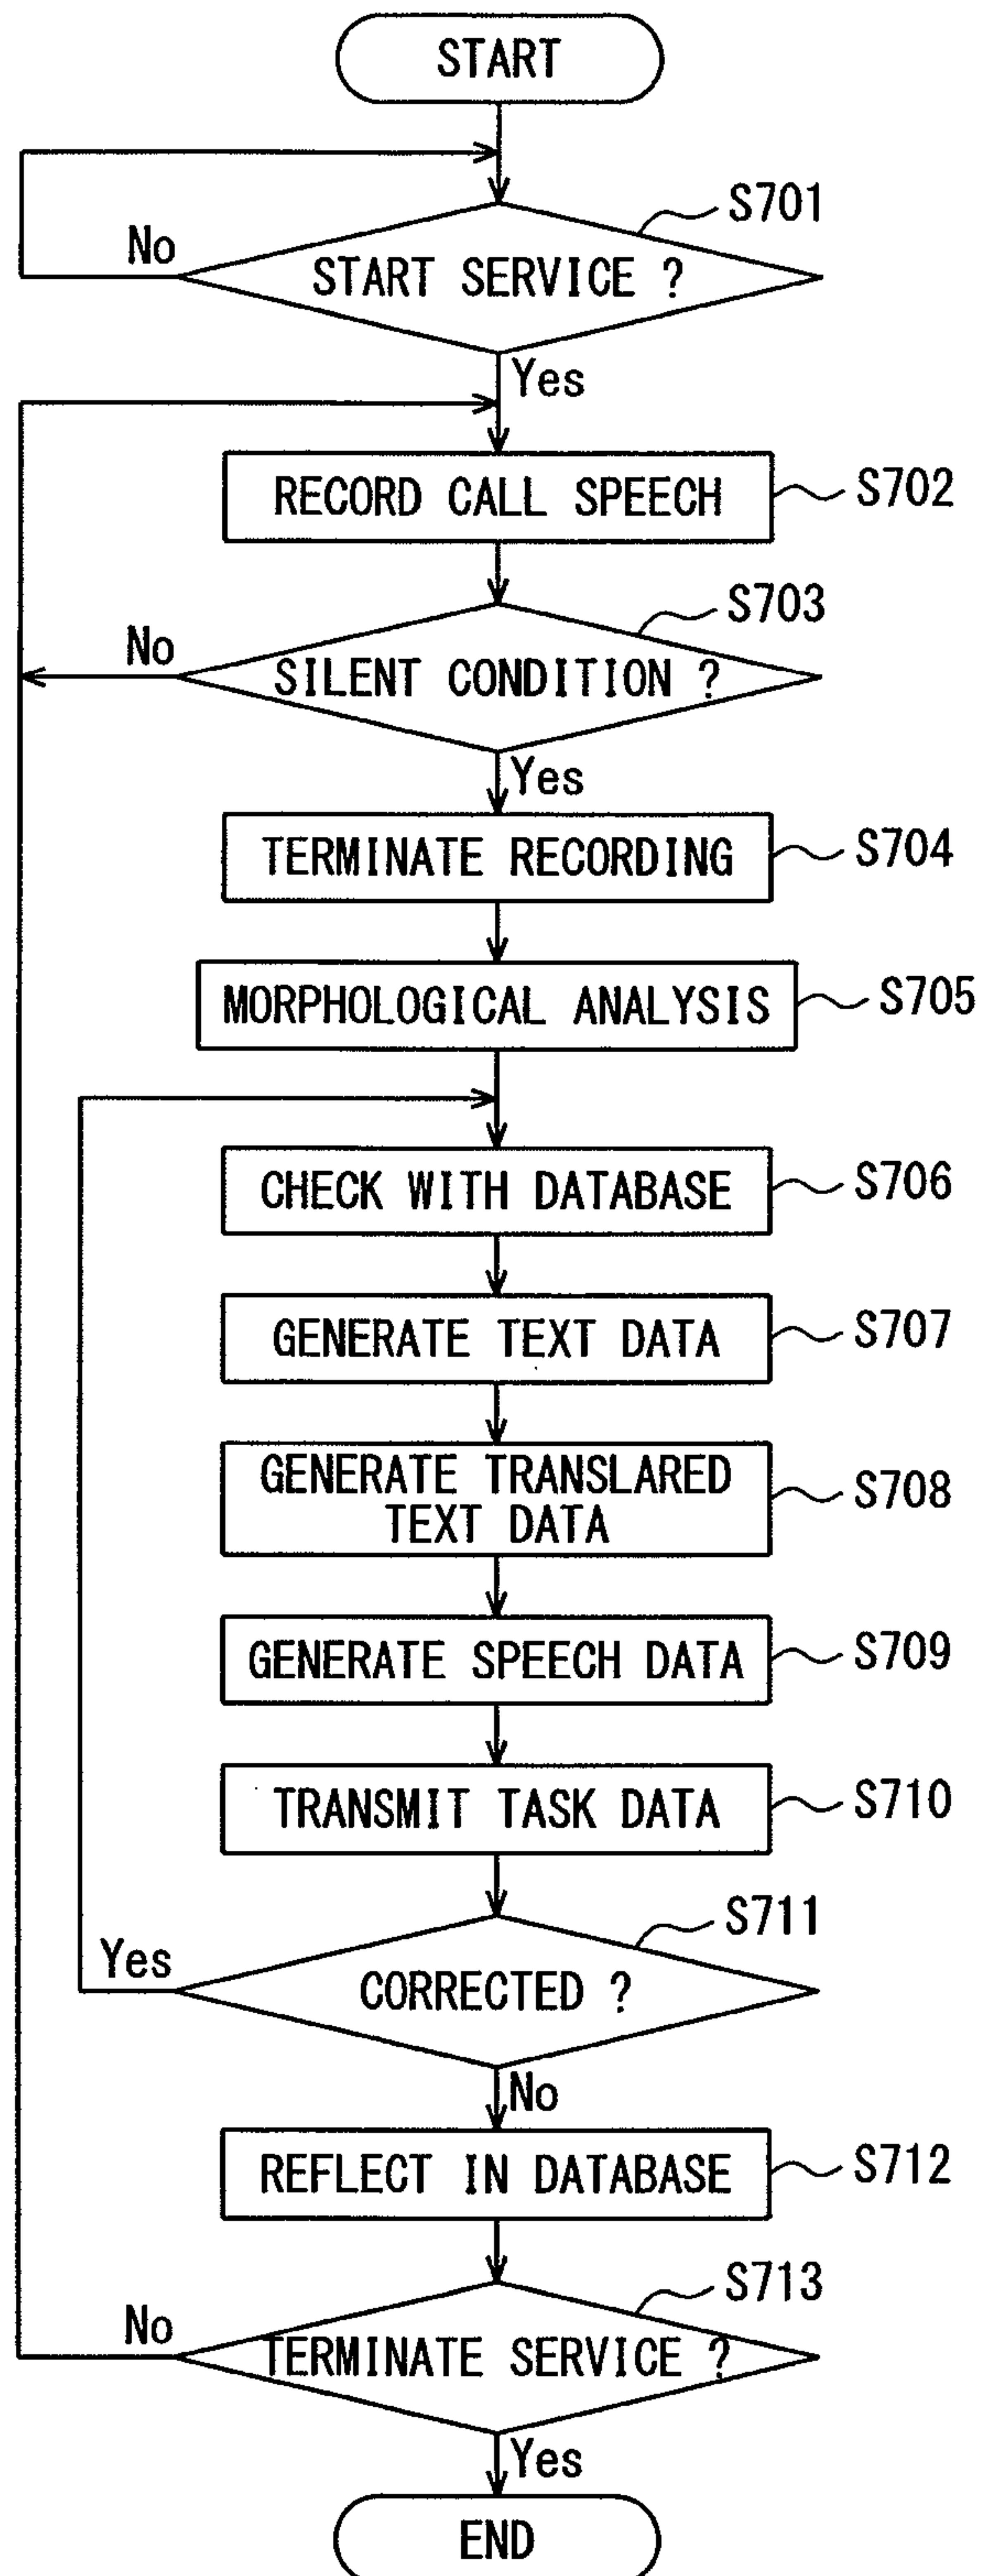 START
S701
No
START SERVICE ?
Yes
RECORD CALL SPEECH
S702
S703
No
SILENT CONDITION ?
Yes
TERMINATE RECORDING
S704
MORPHOLOGICAL ANALYSIS
S705
CHECK WITH DATABASE
S706
GENERATE TEXT DATA
S707
GENERATE TRANSLARED
TEXT DATA
S708
GENERATE SPEECH DATA
S709
TRANSMIT TASK DATA
S710
S711
Yes
CORRECTED ?
No
REFLECT IN DATABASE
S712
S713
No
TERMINATE SERVICE ?
Yes
END